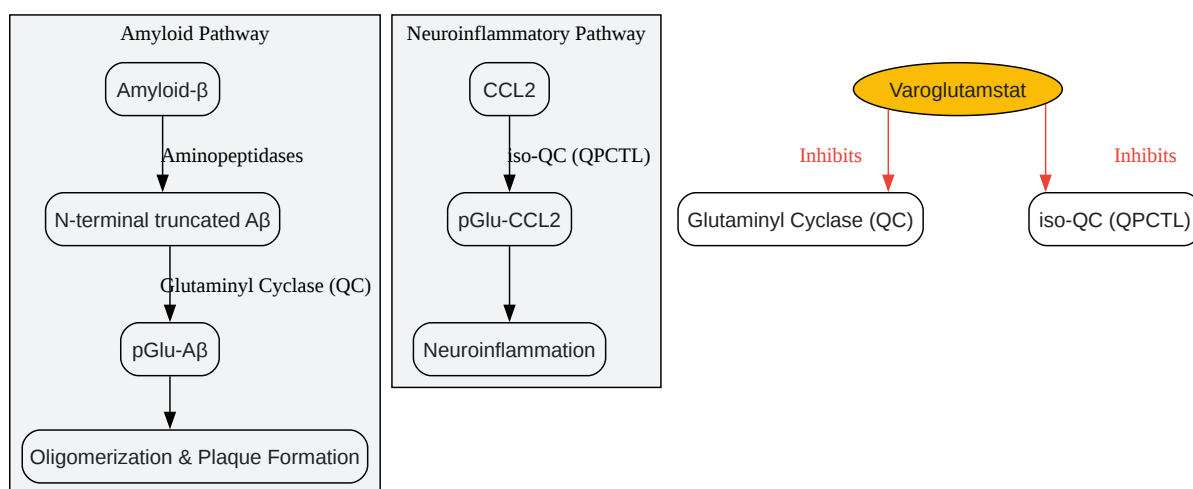 Amyloid Pathway
Amyloid-β
Aminopeptidases
N-terminal truncated Aβ
Glutaminyl Cyclase (QC)
pGlu-Aβ
Oligomerization & Plaque Formation
Neuroinflammatory Pathway
CCL2
iso-QC (QPCTL)
pGlu-CCL2
Neuroinflammation
Varoglutamstat
Inhibits
Inhibits
Glutaminyl Cyclase (QC)
iso-QC (QPCTL)